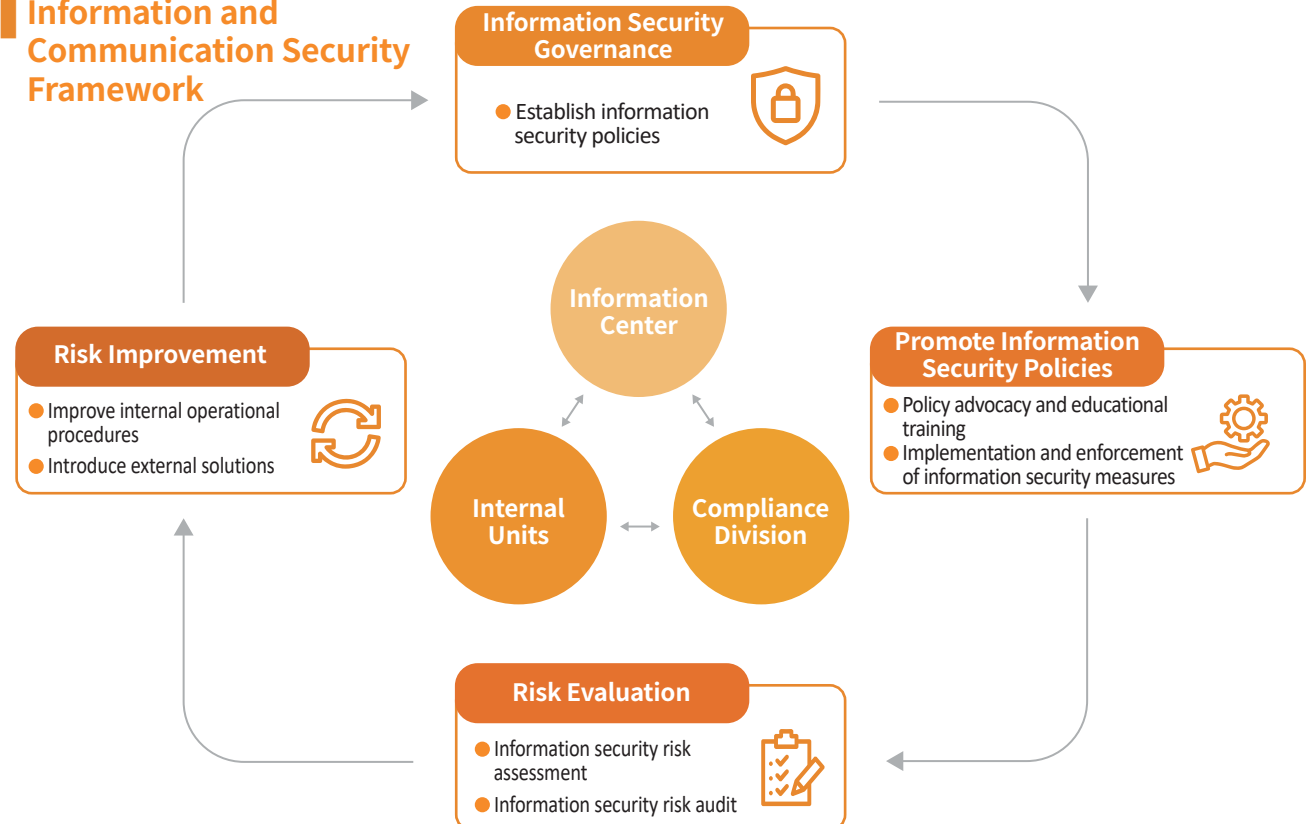 Information and
Communication Security
Framework
Information Security
Governance
Establish information
security policies
Information
Center
Risk Improvement
Improve internal operational
procedures
Introduce external solutions
Promote Information
Security Policies
Policy advocacy and educational
training
Implementation and enforcement
of information security measures
Internal
Units
Compliance
Division
Risk Evaluation
Information security risk
assessment
Information security risk audit